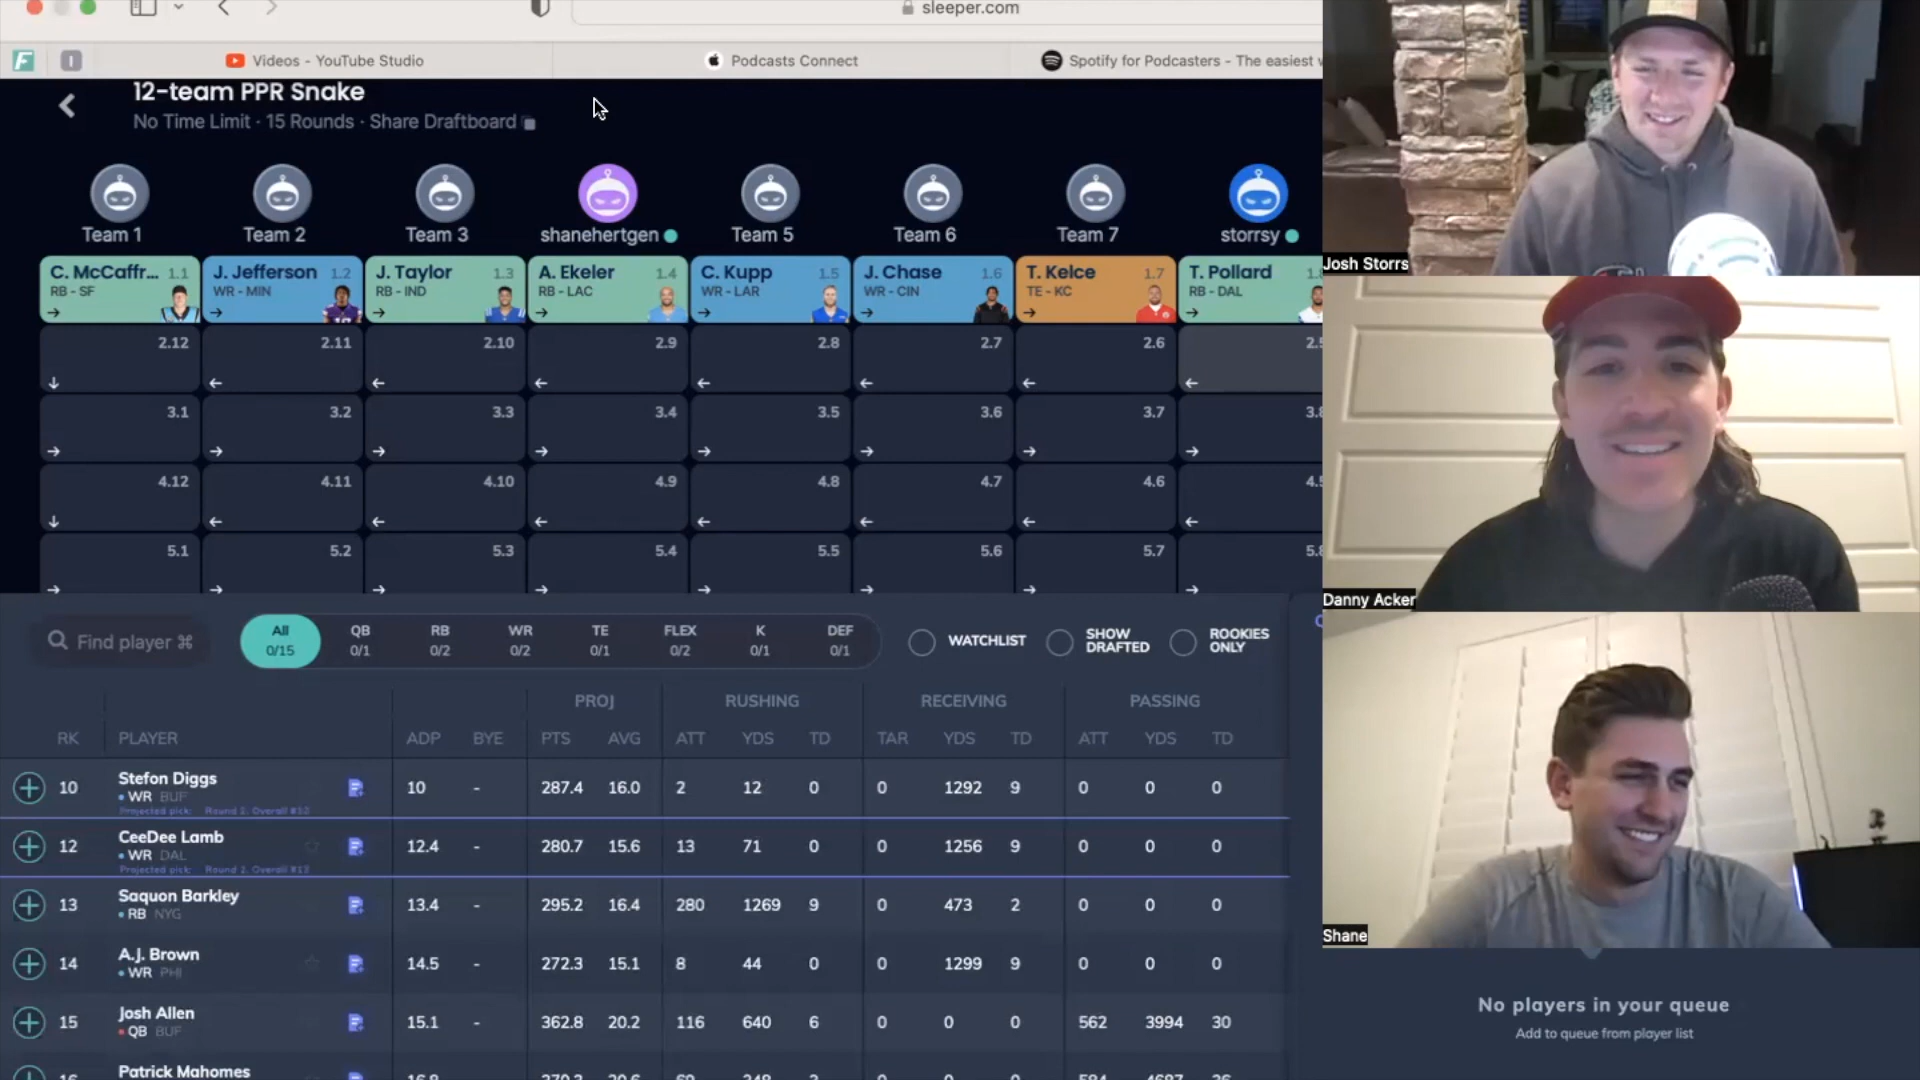 sleeper.com
Videos - YouTube Studio
Podcasts Connect
Spotify for Podcasters - The easiest w
12-team PPR Snake
No Time Limit · 15 Rounds · Share Draftboard
Team 1
Team 2
Team 3
shanehertgen
Team 5
Team 6
Team 7
storrsy
C. McCaffr... 1.1
RB - SF
J. Jefferson 1.2
WR - MIN
J. Taylor 1.3
RB - IND
A. Ekeler 1.4
RB - LAC
C. Kupp 1.5
WR - LAR
J. Chase 1.6
WR - CIN
T. Kelce 1.7
TE - KC
T. Pollard 1.8
RB - DAL
2.12 2.11 2.10 2.9 2.8 2.7 2.6 2.5
3.1 3.2 3.3 3.4 3.5 3.6 3.7 3.8
4.12 4.11 4.10 4.9 4.8 4.7 4.6 4.5
5.1 5.2 5.3 5.4 5.5 5.6 5.7 5.8
Find player ⌘
All 0/15
QB 0/1
RB 0/2
WR 0/2
TE 0/1
FLEX 0/2
K 0/1
DEF 0/1
WATCHLIST
SHOW DRAFTED
ROOKIES ONLY
PROJ RUSHING RECEIVING PASSING
RK PLAYER ADP BYE PTS AVG ATT YDS TD TAR YDS TD ATT YDS TD
10 Stefon Diggs 10 - 287.4 16.0 2 12 0 0 1292 9 0 0 0
WR BUF
12 CeeDee Lamb 12.4 - 280.7 15.6 13 71 0 0 1256 9 0 0 0
WR DAL
13 Saquon Barkley 13.4 - 295.2 16.4 280 1269 9 0 473 2 0 0 0
RB NYG
14 A.J. Brown 14.5 - 272.3 15.1 8 44 0 0 1299 9 0 0 0
WR PHI
15 Josh Allen 15.1 - 362.8 20.2 116 640 6 0 0 0 562 3994 30
QB BUF
Patrick Mahomes
Josh Storrs
Danny Acker
Shane
No players in your queue
Add to queue from player list